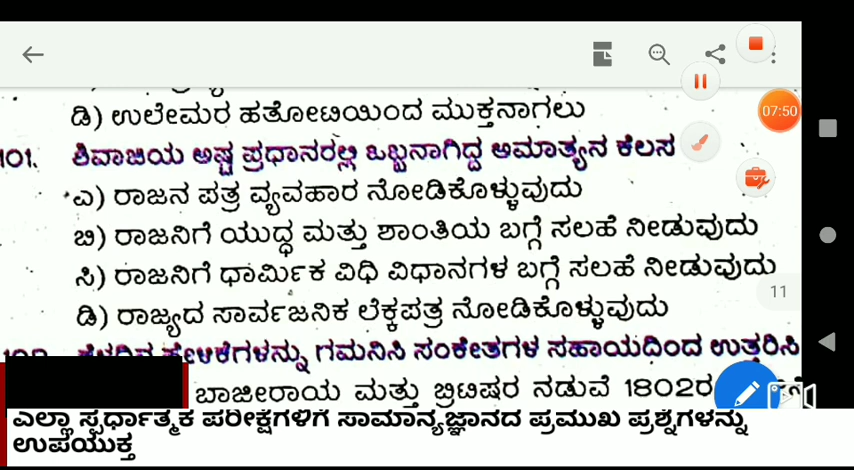 ಡಿ) ಉಲೇಮರ ಹತೋಟಿಯಿಂದ ಮುಕ್ತನಾಗಲು
07:50
101. ಶಿವಾಜಿಯ ಅಷ್ಟ ಪ್ರಧಾನರಲ್ಲಿ ಒಬ್ಬನಾಗಿದ್ದ ಅಮಾತ್ಯನ ಕೆಲಸ
ಎ) ರಾಜನ ಪತ್ರ ವ್ಯವಹಾರ ನೋಡಿಕೊಳ್ಳುವುದು
ಬಿ) ರಾಜನಿಗೆ ಯುದ್ಧ ಮತ್ತು ಶಾಂತಿಯ ಬಗ್ಗೆ ಸಲಹೆ ನೀಡುವುದು
ಸಿ) ರಾಜನಿಗೆ ಧಾರ್ಮಿಕ ವಿಧಿ ವಿಧಾನಗಳ ಬಗ್ಗೆ ಸಲಹೆ ನೀಡುವುದು
11
ಡಿ) ರಾಜ್ಯದ ಸಾರ್ವಜನಿಕ ಲೆಕ್ಕಪತ್ರ ನೋಡಿಕೊಳ್ಳುವುದು
ಹೇಳಿಕೆಗಳನ್ನು ಗಮನಿಸಿ ಸಂಕೇತಗಳ ಸಹಾಯದಿಂದ ಉತ್ತರಿಸಿ
ಬಾಜೀರಾಯ ಮತ್ತು ಬ್ರಿಟಿಷರ ನಡುವೆ 1802ರ
ಎಲ್ಲಾ ಸ್ಪರ್ಧಾತ್ಮಕ ಪರೀಕ್ಷೆಗಳಿಗೆ ಸಾಮಾನ್ಯಜ್ಞಾನದ ಪ್ರಮುಖ ಪ್ರಶ್ನೆಗಳನ್ನು
ಉಪಯುಕ್ತ